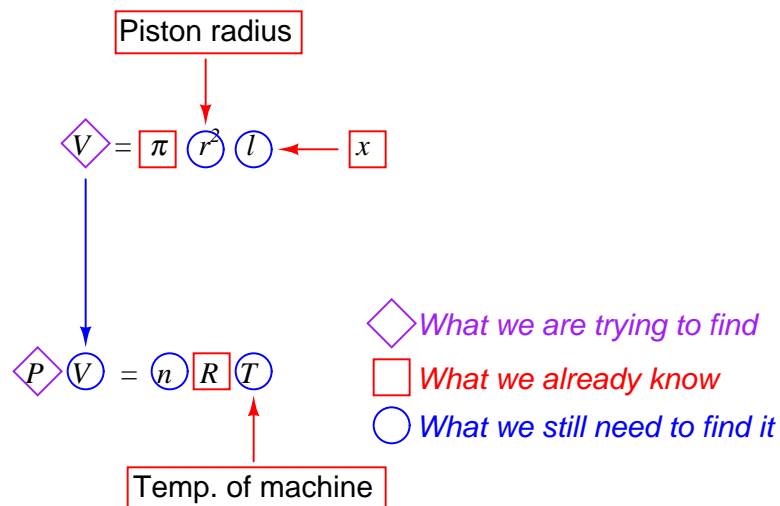 Piston radius
V = π r² l x
What we are trying to find
P V = n R T
What we already know
What we still need to find it
Temp. of machine